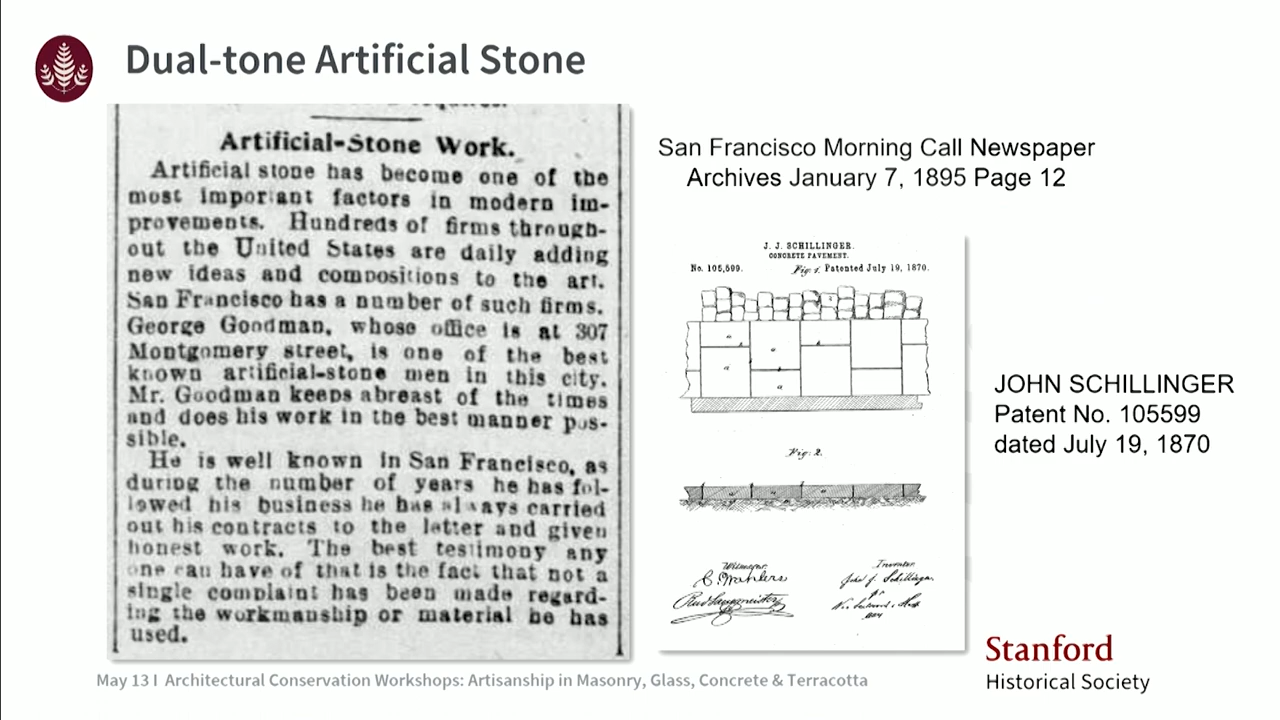 Dual-tone Artificial Stone
Artificial-Stone Work.
Artificial stone has become one of the
most important factors in modern im-
provements. Hundreds of firms through-
out the United States are daily adding
new ideas and compositions to the art.
San Francisco has a number of such firms.
George Goodman, whose office is at 307
Montgomery street, is one of the best
known artificial-stone men in this city.
Mr. Goodman keeps abreast of the times
and does his work in the best manner pos-
sible.
He is well known in San Francisco, as
during the number of years he has fol-
lowed his business he has always carried
out his contracts to the letter and given
honest work. The best testimony any
one can have of that is the fact that not a
single complaint has been made regard-
ing the workmanship or material he has
used.
San Francisco Morning Call Newspaper
Archives January 7, 1895 Page 12
J. J. SCHILLINGER.
CONCRETE PAVEMENT.
No. 105,599. Fig. 1. Patented July 19, 1870.
Fig. 2.
Witnesses. Inventor.
John J. Schillinger
JOHN SCHILLINGER
Patent No. 105599
dated July 19, 1870
Stanford
Historical Society
May 13 I Architectural Conservation Workshops: Artisanship in Masonry, Glass, Concrete & Terracotta